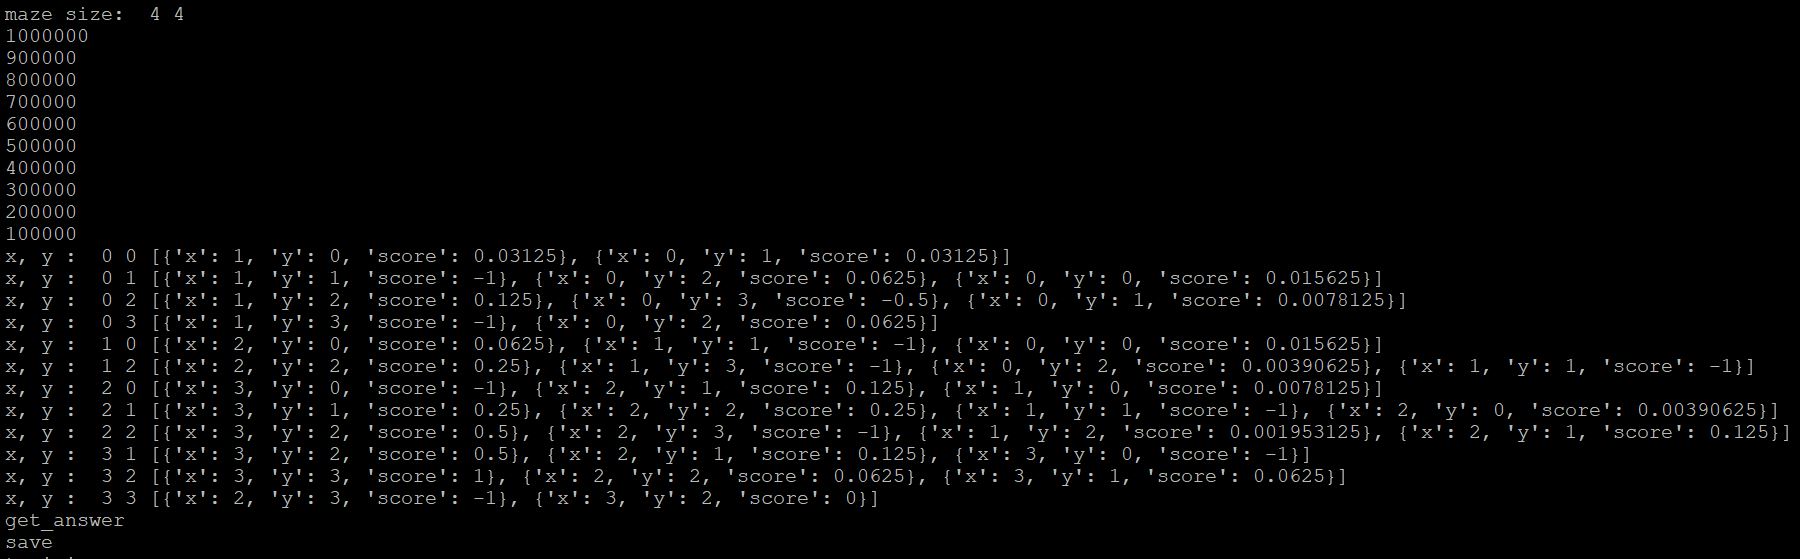 maze size:  4 4
1000000
900000
800000
700000
600000
500000
400000
300000
200000
100000
x, y :  0 0 [{'x': 1, 'y': 0, 'score': 0.03125}, {'x': 0, 'y': 1, 'score': 0.03125}]
x, y :  0 1 [{'x': 1, 'y': 1, 'score': -1}, {'x': 0, 'y': 2, 'score': 0.0625}, {'x': 0, 'y': 0, 'score': 0.015625}]
x, y :  0 2 [{'x': 1, 'y': 2, 'score': 0.125}, {'x': 0, 'y': 3, 'score': -0.5}, {'x': 0, 'y': 1, 'score': 0.0078125}]
x, y :  0 3 [{'x': 1, 'y': 3, 'score': -1}, {'x': 0, 'y': 2, 'score': 0.0625}]
x, y :  1 0 [{'x': 2, 'y': 0, 'score': 0.0625}, {'x': 1, 'y': 1, 'score': -1}, {'x': 0, 'y': 0, 'score': 0.015625}]
x, y :  1 2 [{'x': 2, 'y': 2, 'score': 0.25}, {'x': 1, 'y': 3, 'score': -1}, {'x': 0, 'y': 2, 'score': 0.00390625}, {'x': 1, 'y': 1, 'score': -1}]
x, y :  2 0 [{'x': 3, 'y': 0, 'score': -1}, {'x': 2, 'y': 1, 'score': 0.125}, {'x': 1, 'y': 0, 'score': 0.0078125}]
x, y :  2 1 [{'x': 3, 'y': 1, 'score': 0.25}, {'x': 2, 'y': 2, 'score': 0.25}, {'x': 1, 'y': 1, 'score': -1}, {'x': 2, 'y': 0, 'score': 0.00390625}]
x, y :  2 2 [{'x': 3, 'y': 2, 'score': 0.5}, {'x': 2, 'y': 3, 'score': -1}, {'x': 1, 'y': 2, 'score': 0.001953125}, {'x': 2, 'y': 1, 'score': 0.125}]
x, y :  3 1 [{'x': 3, 'y': 2, 'score': 0.5}, {'x': 2, 'y': 1, 'score': 0.125}, {'x': 3, 'y': 0, 'score': -1}]
x, y :  3 2 [{'x': 3, 'y': 3, 'score': 1}, {'x': 2, 'y': 2, 'score': 0.0625}, {'x': 3, 'y': 1, 'score': 0.0625}]
x, y :  3 3 [{'x': 2, 'y': 3, 'score': -1}, {'x': 3, 'y': 2, 'score': 0}]
get_answer
save